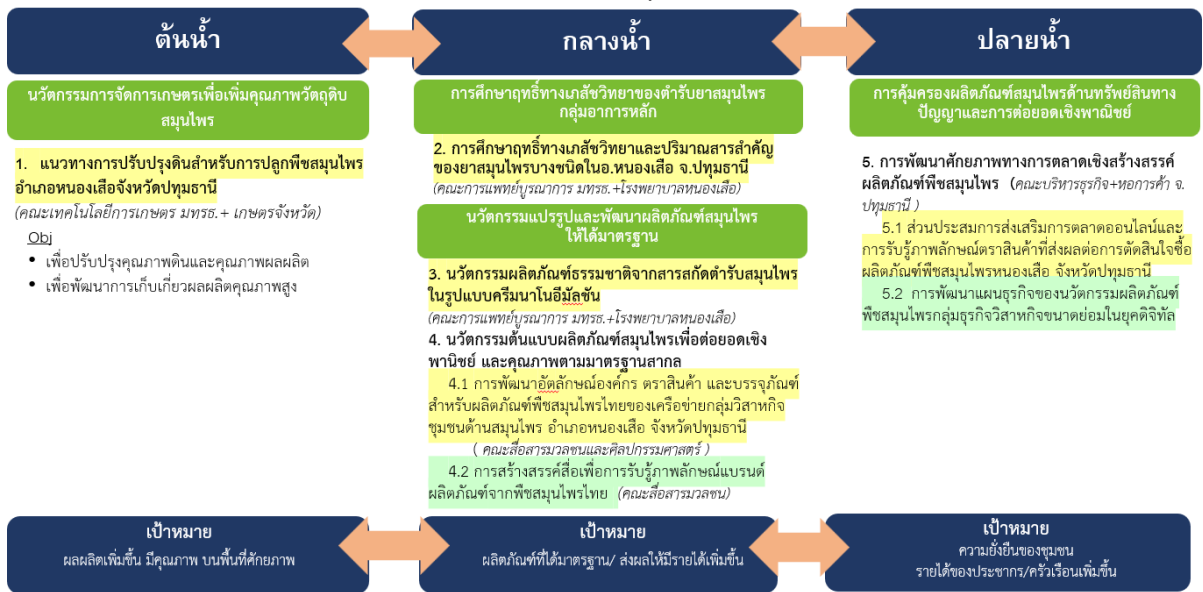 ต้นน้ำ
นวัตกรรมการจัดการเกษตรเพื่อเพิ่มคุณภาพวัตถุดิบ
สมุนไพร
1. แนวทางการปรับปรุงดินสำหรับการปลูกพืชสมุนไพร
อำเภอหนองเสือจังหวัดปทุมธานี
(คณะเทคโนโลยีการเกษตร มทรธ.+ เกษตรจังหวัด)
Obj
• เพื่อปรับปรุงคุณภาพดินและคุณภาพผลผลิต
• เพื่อพัฒนาการเก็บเกี่ยวผลผลิตคุณภาพสูง
เป้าหมาย
ผลผลิตเพิ่มขึ้น มีคุณภาพ บนพื้นที่ศักยภาพ
กลางน้ำ
การศึกษาฤทธิ์ทางเภสัชวิทยาของตำรับยาสมุนไพร
กลุ่มอาการหลัก
2. การศึกษาฤทธิ์ทางเภสัชวิทยาและปริมาณสารสำคัญ
ของยาสมุนไพรบางชนิดในอ.หนองเสือ จ.ปทุมธานี
(คณะการแพทย์บูรณาการ มทรธ.+โรงพยาบาลหนองเสือ)
นวัตกรรมแปรรูปและพัฒนาผลิตภัณฑ์สมุนไพร
ให้ได้มาตรฐาน
3. นวัตกรรมผลิตภัณฑ์ธรรมชาติจากสารสกัดตำรับสมุนไพร
ในรูปแบบครีมนาโนอีมัลชัน
(คณะการแพทย์บูรณาการ มทรธ.+โรงพยาบาลหนองเสือ)
4. นวัตกรรมต้นแบบผลิตภัณฑ์สมุนไพรเพื่อต่อยอดเชิง
พานิชย์ และคุณภาพตามมาตรฐานสากล
4.1 การพัฒนาอัตลักษณ์องค์กร ตราสินค้า และบรรจุภัณฑ์
สำหรับผลิตภัณฑ์พืชสมุนไพรไทยของเครือข่ายกลุ่มวิสาหกิจ
ชุมชนด้านสมุนไพร อำเภอหนองเสือ จังหวัดปทุมธานี
( คณะสื่อสารมวลชนและศิลปกรรมศาสตร์ )
4.2 การสร้างสรรค์สื่อเพื่อการรับรู้ภาพลักษณ์แบรนด์
ผลิตภัณฑ์จากพืชสมุนไพรไทย (คณะสื่อสารมวลชน)
เป้าหมาย
ผลิตภัณฑ์ที่ได้มาตรฐาน/ ส่งผลให้มีรายได้เพิ่มขึ้น
ปลายน้ำ
การคุ้มครองผลิตภัณฑ์สมุนไพรด้านทรัพย์สินทาง
ปัญญาและการต่อยอดเชิงพาณิชย์
5. การพัฒนาศักยภาพทางการตลาดเชิงสร้างสรรค์
ผลิตภัณฑ์พืชสมุนไพร (คณะบริหารธุรกิจ+หอการค้า จ.
ปทุมธานี )
5.1 ส่วนประสมการส่งเสริมการตลาดออนไลน์และ
การรับรู้ภาพลักษณ์ตราสินค้าที่ส่งผลต่อการตัดสินใจซื้อ
ผลิตภัณฑ์พืชสมุนไพรหนองเสือ จังหวัดปทุมธานี
5.2 การพัฒนาแผนธุรกิจของนวัตกรรมผลิตภัณฑ์
พืชสมุนไพรกลุ่มธุรกิจวิสาหกิจขนาดย่อมในยุคดิจิทัล
เป้าหมาย
ความยั่งยืนของชุมชน
รายได้ของประชากร/ครัวเรือนเพิ่มขึ้น